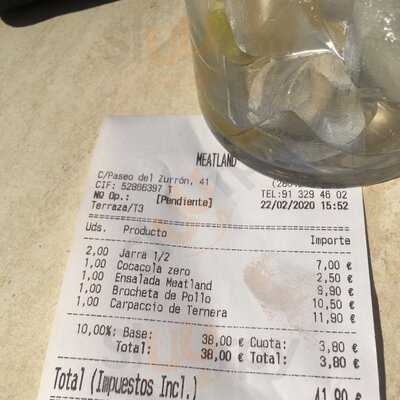 MEATLAND
C/Paseo del Zurrón, 41
CIF: 52866397 T TEL:91 329 46 02
NO Op.: [Pendiente] 22/02/2020 15:52
Terraza/T3
Uds. Producto Importe
2,00 Jarra 1/2 7,00 €
1,00 Cocacola zero 2,50 €
1,00 Ensalada Meatland 9,90 €
1,00 Brocheta de Pollo 10,50 €
1,00 Carpaccio de Ternera 11,90 €
10,00%: Base: 38,00 € Cuota: 3,80 €
Total: 38,00 € Total: 3,80 €
Total (Impuestos Incl.) 41,80 €